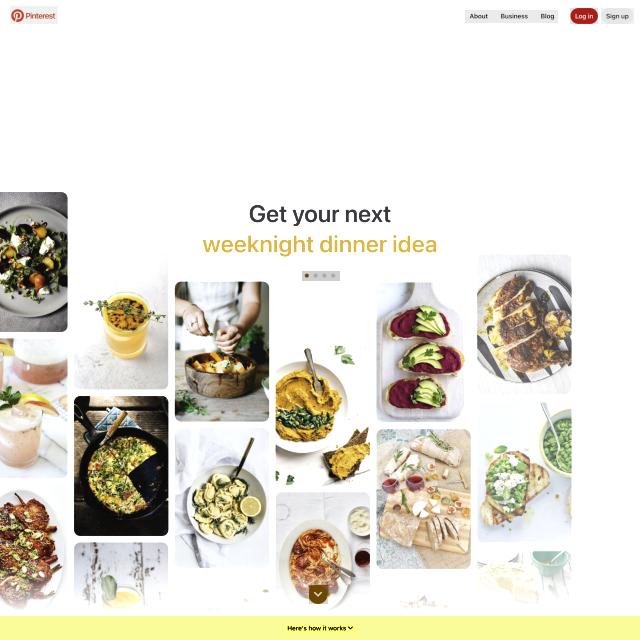 Pinterest
About Business Blog Log in Sign up
Get your next
weeknight dinner idea
Here's how it works